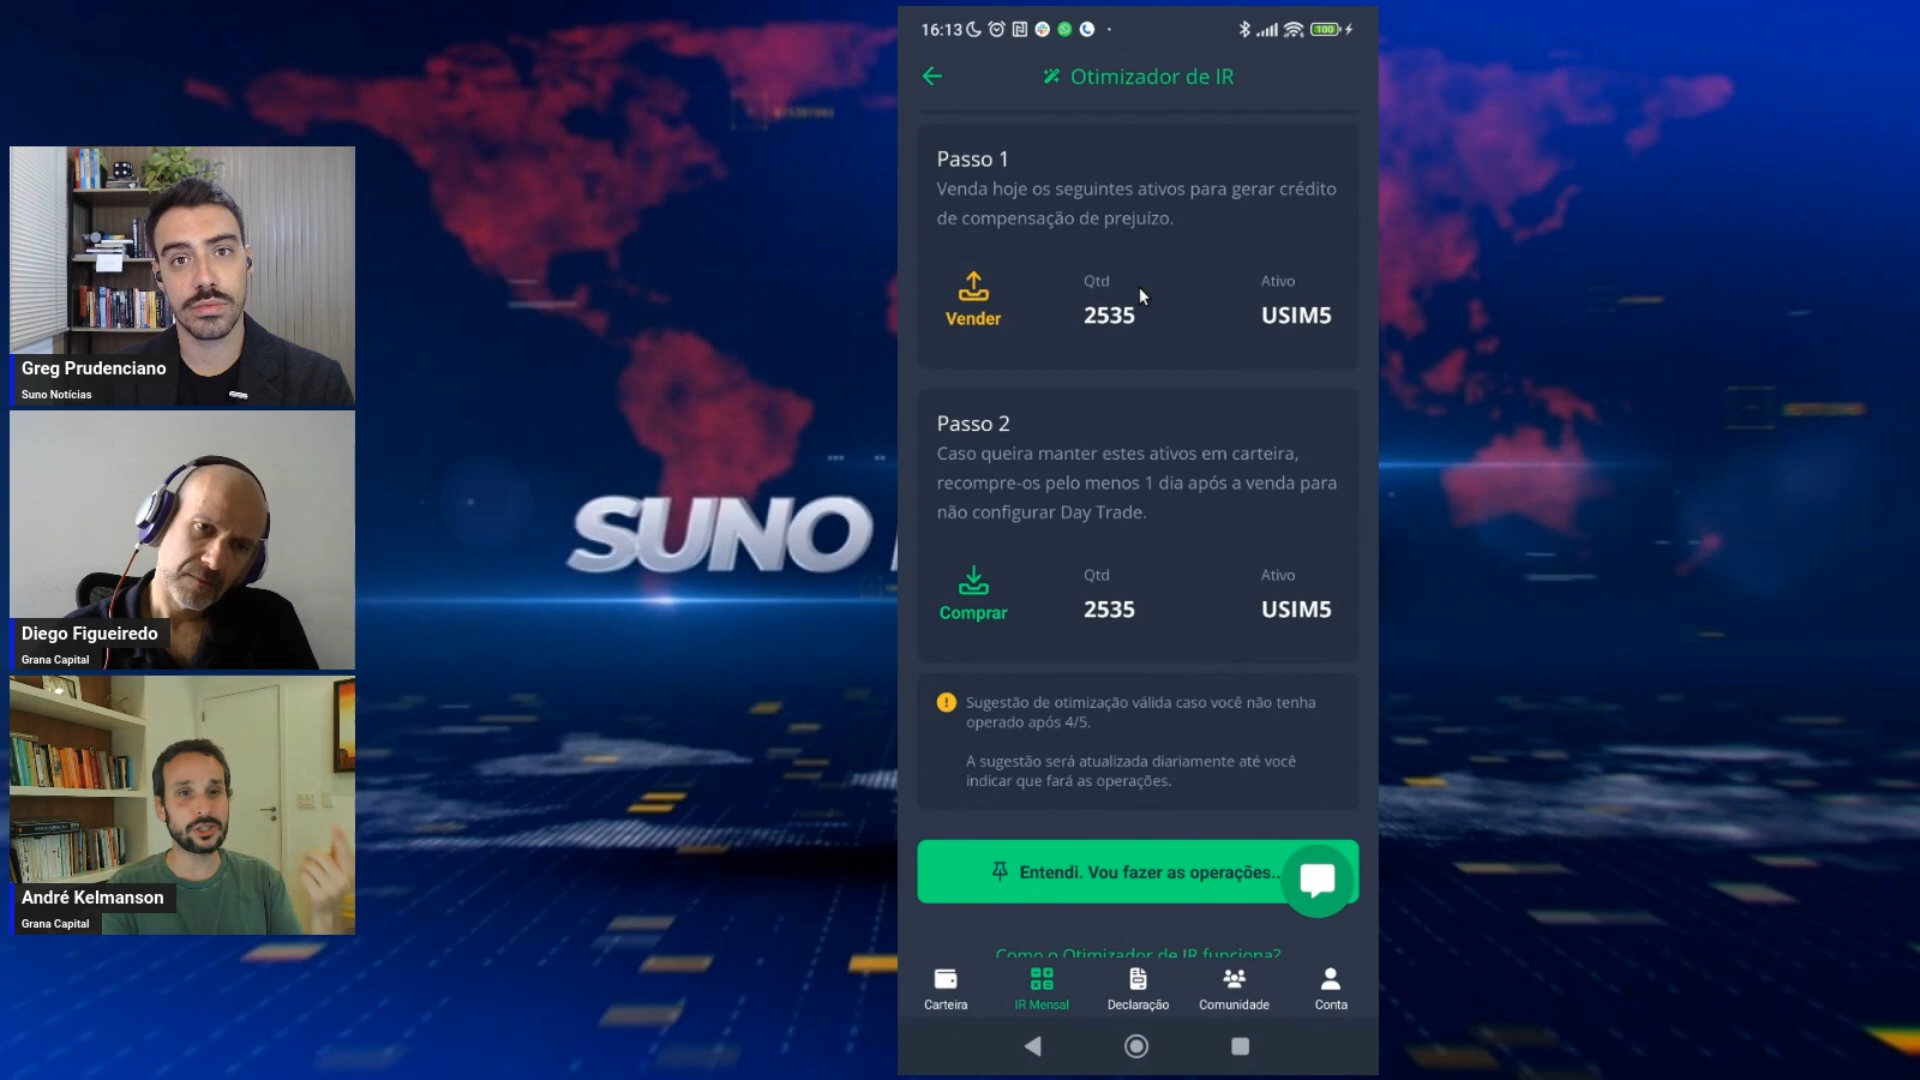 Greg Prudenciano
Suno Notícias
Diego Figueiredo
Grana Capital
André Kelmanson
Grana Capital
SUNO
16:13
100
Otimizador de IR
Passo 1
Venda hoje os seguintes ativos para gerar crédito
de compensação de prejuízo.
Qtd
Ativo
Vender
2535
USIM5
Passo 2
Caso queira manter estes ativos em carteira,
recompre-os pelo menos 1 dia após a venda para
não configurar Day Trade.
Qtd
Ativo
Comprar
2535
USIM5
Sugestão de otimização válida caso você não tenha
operado após 4/5.
A sugestão será atualizada diariamente até você
indicar que fará as operações.
Entendi. Vou fazer as operações..
Como o Otimizador de IR funciona?
Carteira
IR Mensal
Declaração
Comunidade
Conta